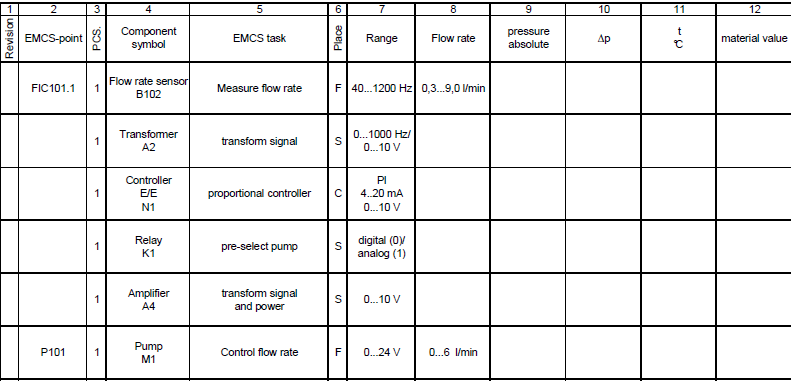 1 2 3 4 5 6 7 8 9 10 11 12
Revision EMCS-point PCS. Component symbol EMCS task Place Range Flow rate pressure absolute Δp t °C material value
FIC101.1 1 Flow rate sensor B102 Measure flow rate F 40...1200 Hz 0,3...9,0 l/min
1 Transformer A2 transform signal S 0...1000 Hz/ 0...10 V
1 Controller E/E N1 proportional controller C PI 4..20 mA 0...10 V
1 Relay K1 pre-select pump S digital (0)/ analog (1)
1 Amplifier A4 transform signal and power S 0...10 V
P101 1 Pump M1 Control flow rate F 0...24 V 0...6 l/min